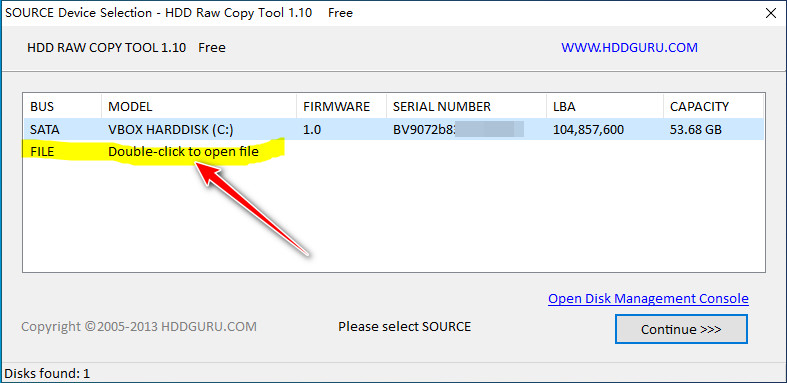 SOURCE Device Selection - HDD Raw Copy Tool 1.10 Free
HDD RAW COPY TOOL 1.10 Free WWW.HDDGURU.COM
BUS MODEL FIRMWARE SERIAL NUMBER LBA CAPACITY
SATA VBOX HARDDISK (C:) 1.0 104,857,600 53.68 GB
FILE Double-click to open file
Open Disk Management Console
Copyright ©2005-2013 HDDGURU.COM Please select SOURCE Continue >>>
Disks found: 1